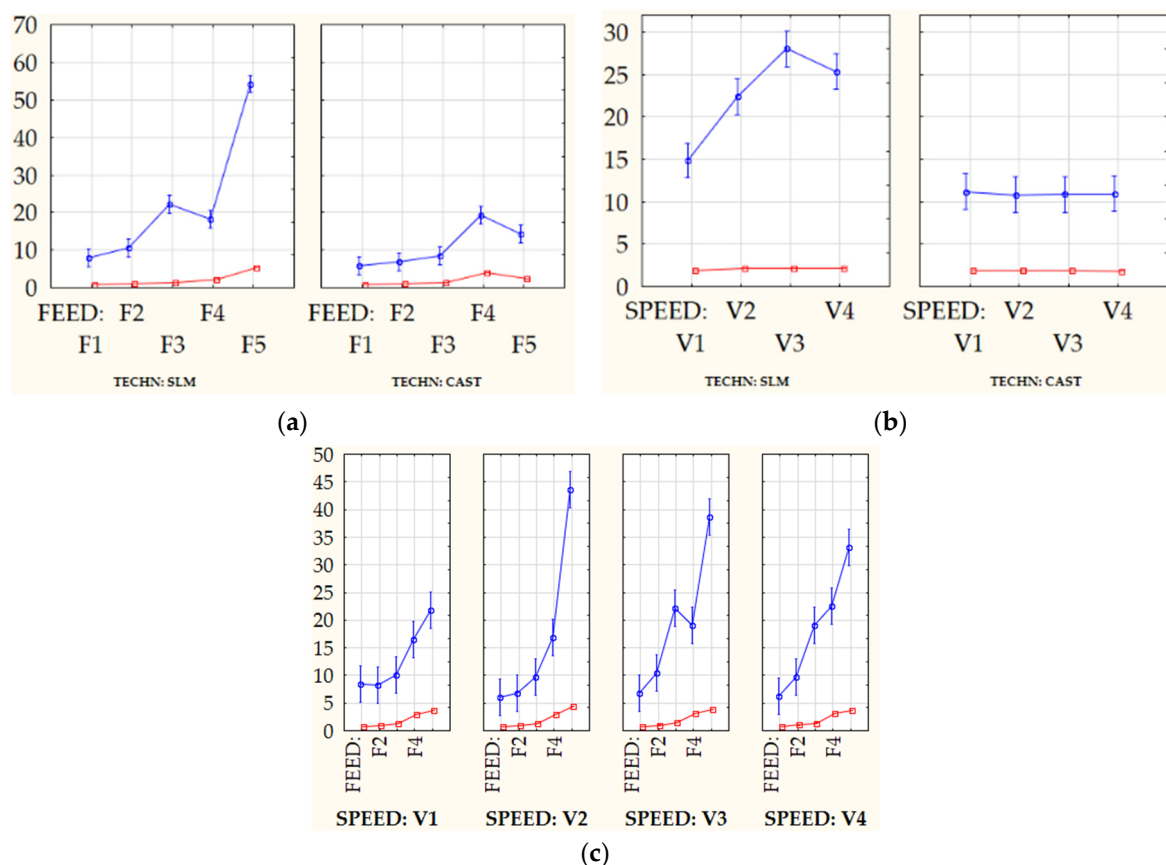 70
60
50
40
30
20
10
0
FEED: F2 F4
F1 F3 F5
TECHN: SLM
FEED: F2 F4
F1 F3 F5
TECHN: CAST
(a)
30
25
20
15
10
5
0
SPEED: V2 V4
V1 V3
TECHN: SLM
SPEED: V2 V4
V1 V3
TECHN: CAST
(b)
50
45
40
35
30
25
20
15
10
5
0
FEED: F2 F4
SPEED: V1
FEED: F2 F4
SPEED: V2
FEED: F2 F4
SPEED: V3
FEED: F2 F4
SPEED: V4
(c)